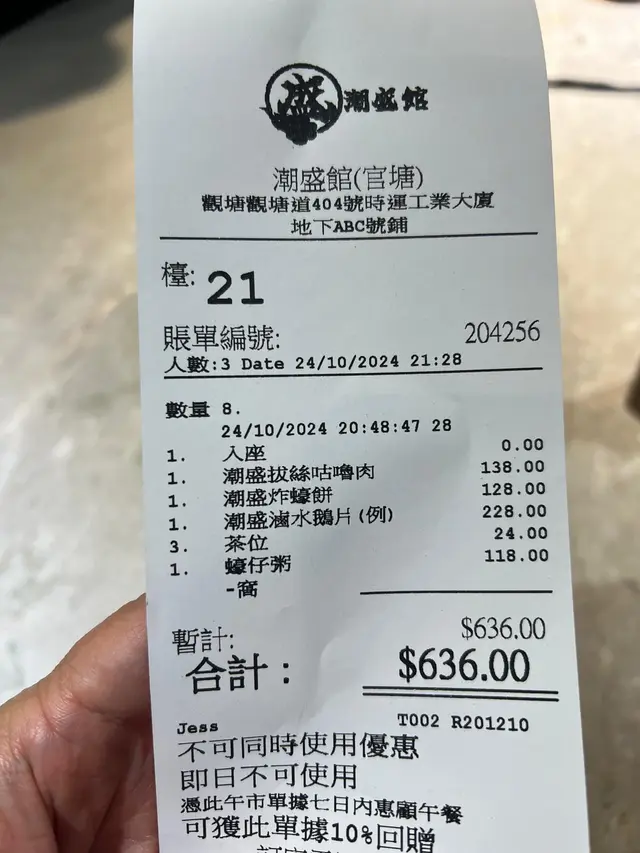 盛 潮盛館
潮盛館(官塘)
觀塘觀塘道404號時運工業大廈
地下ABC號鋪
檯: 21
賬單編號: 204256
人數:3 Date 24/10/2024 21:28
數量 8.
24/10/2024 20:48:47 28
1. 入座 0.00
1. 潮盛拔絲咕嚕肉 138.00
1. 潮盛炸蠔餅 128.00
1. 潮盛滷水鵝片(例) 228.00
3. 茶位 24.00
1. 蠔仔粥 118.00
-窩
暫計: $636.00
合計: $636.00
Jess T002 R201210
不可同時使用優惠
即日不可使用
憑此午市單據七日內惠顧午餐
可獲此單據10%回贈